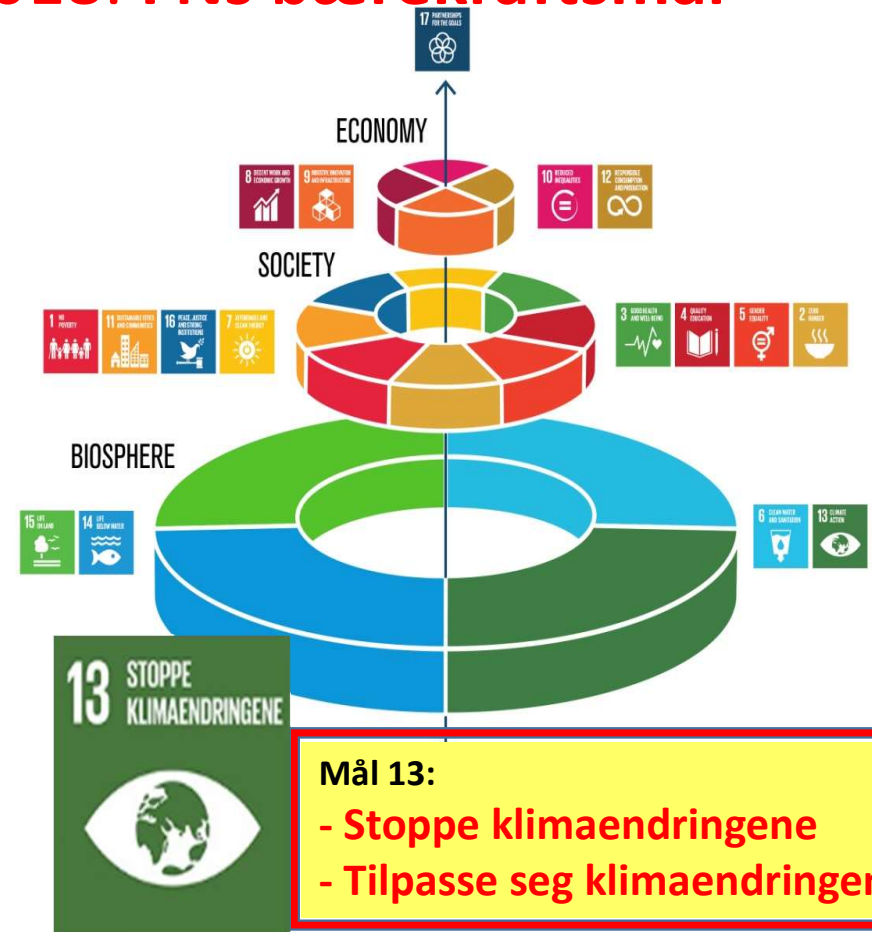 FNs bærekraftsmål
17 PARTNERSHIPS
FOR THE GOALS
ECONOMY
8 DECENT WORK AND
ECONOMIC GROWTH
9 INDUSTRY, INNOVATION
AND INFRASTRUCTURE
10 REDUCED
INEQUALITIES
12 RESPONSIBLE
CONSUMPTION
AND PRODUCTION
SOCIETY
1 NO
POVERTY
11 SUSTAINABLE CITIES
AND COMMUNITIES
16 PEACE, JUSTICE
AND STRONG
INSTITUTIONS
7 AFFORDABLE AND
CLEAN ENERGY
3 GOOD HEALTH
AND WELL-BEING
4 QUALITY
EDUCATION
5 GENDER
EQUALITY
2 ZERO
HUNGER
BIOSPHERE
15 LIFE
ON LAND
14 LIFE
BELOW WATER
6 CLEAN WATER
AND SANITATION
13 CLIMATE
ACTION
13 STOPPE
KLIMAENDRINGENE
Mål 13:
- Stoppe klimaendringene
- Tilpasse seg klimaendringen